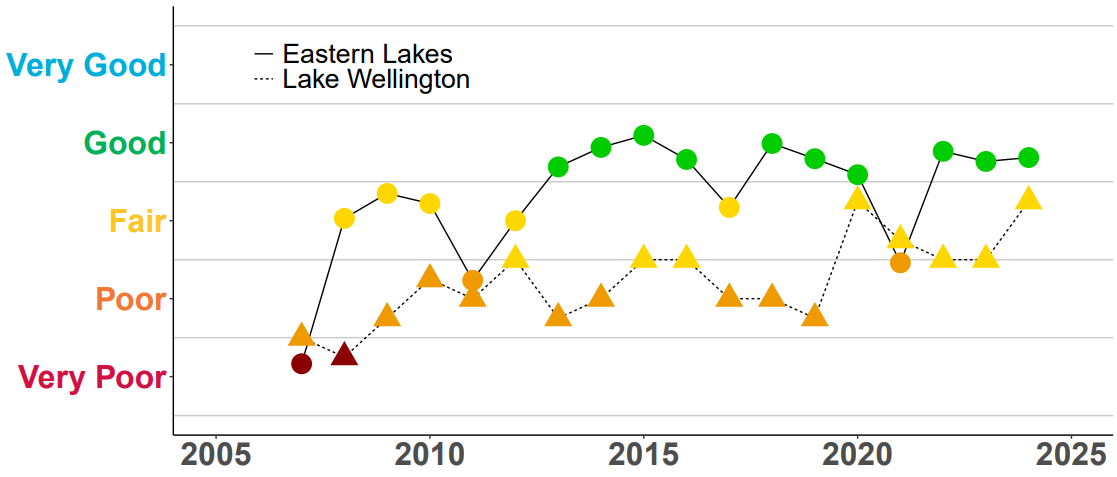 Very Good
Good
Fair
Poor
Very Poor
Eastern Lakes
Lake Wellington
2005 2010 2015 2020 2025